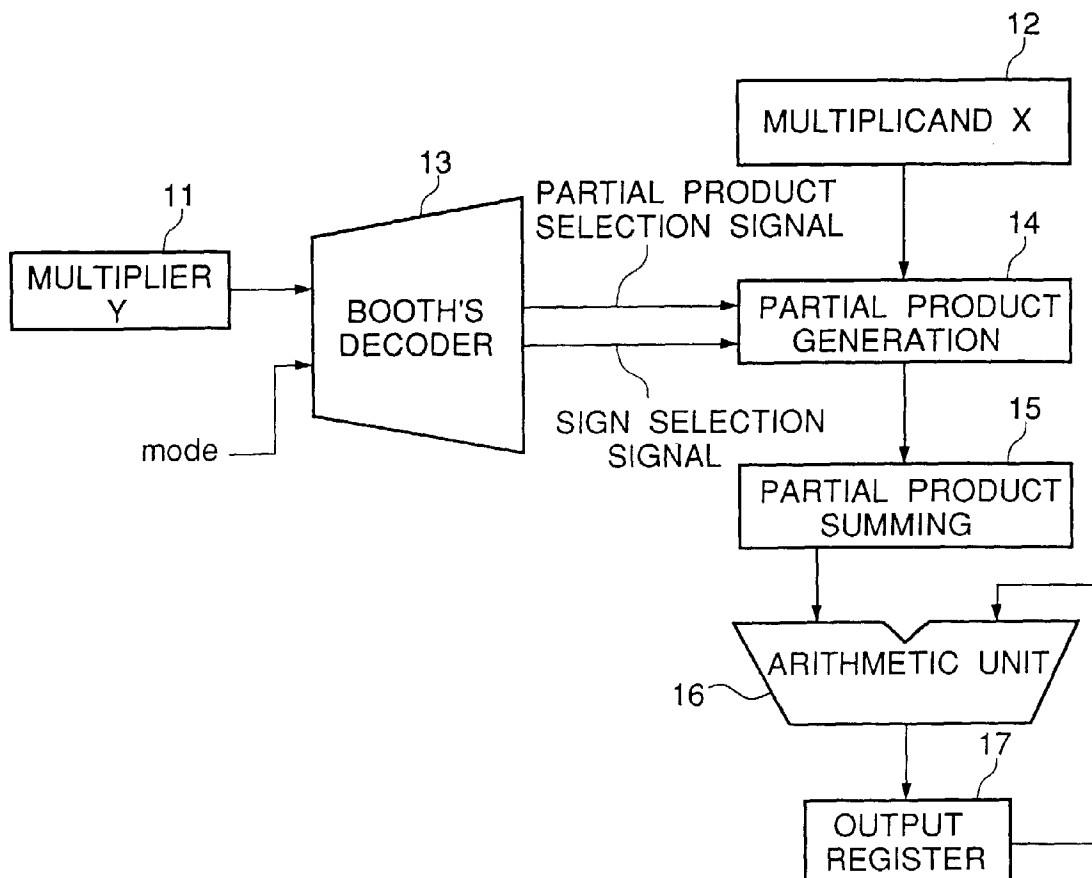 12
MULTIPLICAND X
13
PARTIAL PRODUCT
SELECTION SIGNAL
11
MULTIPLIER
Y
14
BOOTH'S
DECODER
PARTIAL PRODUCT
GENERATION
mode
SIGN SELECTION
SIGNAL
15
PARTIAL PRODUCT
SUMMING
ARITHMETIC UNIT
16
17
OUTPUT
REGISTER